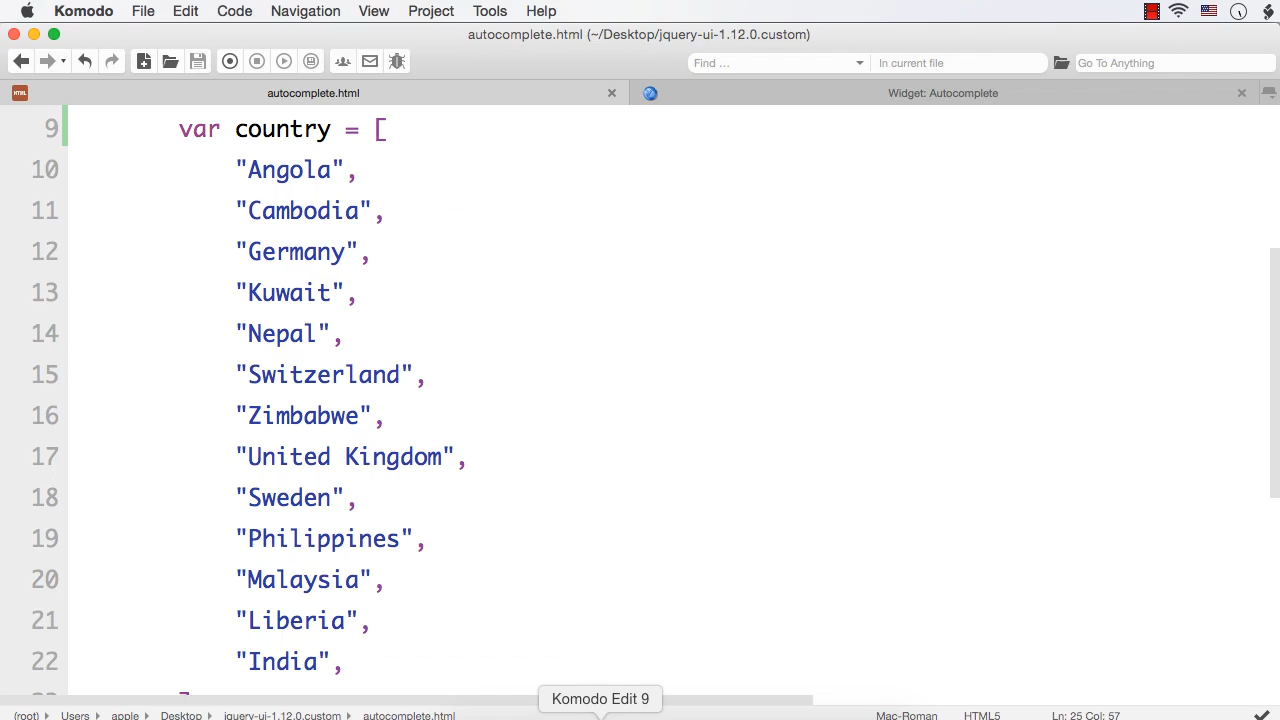 Komodo File Edit Code Navigation View Project Tools Help
autocomplete.html (~/Desktop/jquery-ui-1.12.0.custom)
Find ... In current file Go To Anything
autocomplete.html Widget: Autocomplete
9 var country = [
10 "Angola",
11 "Cambodia",
12 "Germany",
13 "Kuwait",
14 "Nepal",
15 "Switzerland",
16 "Zimbabwe",
17 "United Kingdom",
18 "Sweden",
19 "Philippines",
20 "Malaysia",
21 "Liberia",
22 "India",
Komodo Edit 9
(root) Users apple Desktop jquery-ui-1.12.0.custom autocomplete.html Mac-Roman HTML5 Ln: 25 Col: 57